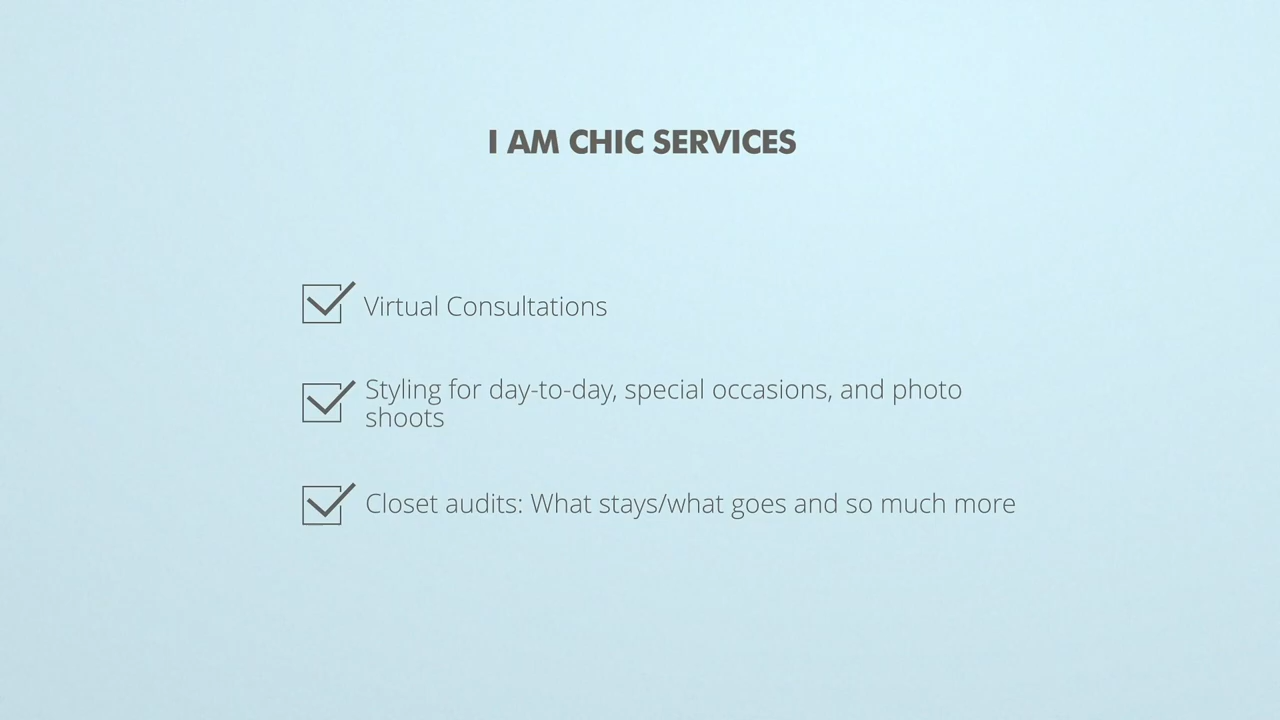 I AM CHIC SERVICES
Virtual Consultations
Styling for day-to-day, special occasions, and photo
shoots
Closet audits: What stays/what goes and so much more